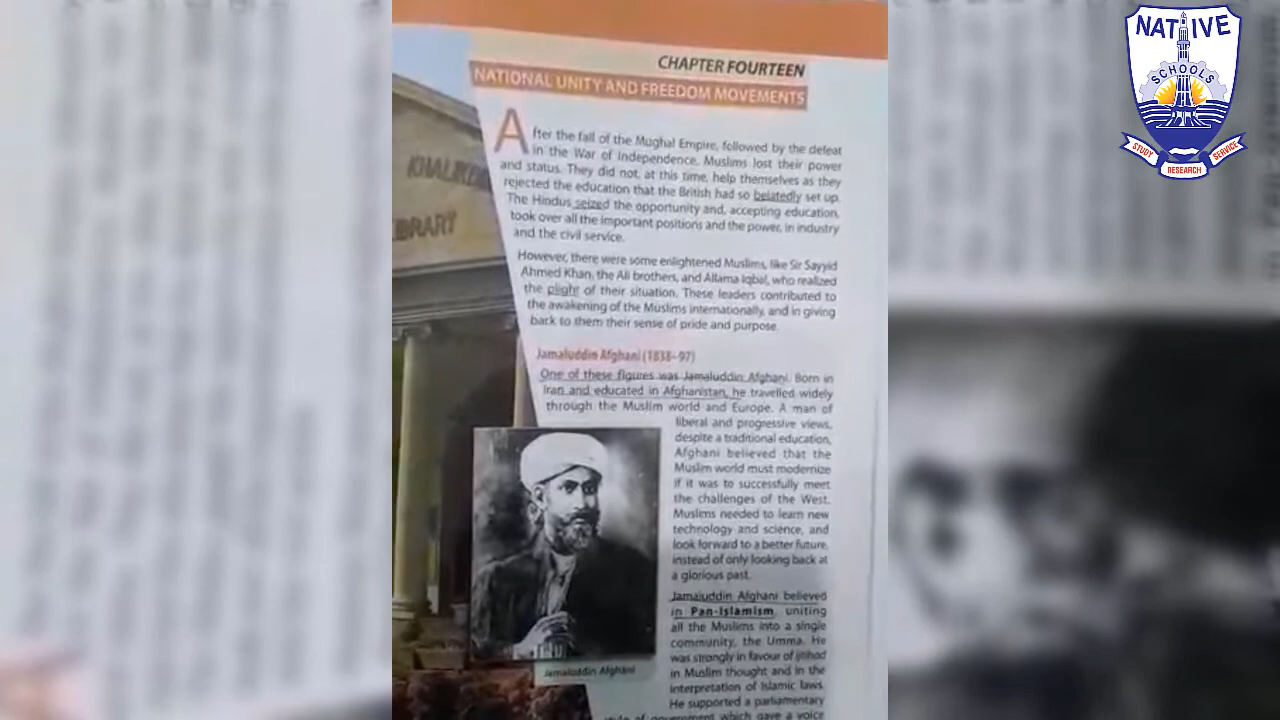 NATIVE
SCHOOLS
STUDY
RESEARCH
SERVICE
CHAPTER FOURTEEN
NATIONAL UNITY AND FREEDOM MOVEMENTS
After the fall of the Mughal Empire, followed by the defeat
in the War of Independence, Muslims lost their power
and status. They did not, at this time, help themselves as they
rejected the education that the British had so belatedly set up.
The Hindus seized the opportunity and, accepting education,
took over all the important positions and the power, in industry
and the civil service.
However, there were some enlightened Muslims, like Sir Sayyid
Ahmed Khan, the Ali brothers, and Allama Iqbal, who realized
the plight of their situation. These leaders contributed to
the awakening of the Muslims internationally, and in giving
back to them their sense of pride and purpose.
Jamaluddin Afghani (1838–97)
One of these figures was Jamaluddin Afghani. Born in
Iran and educated in Afghanistan, he travelled widely
through the Muslim world and Europe. A man of
liberal and progressive views,
despite a traditional education,
Afghani believed that the
Muslim world must modernize
if it was to successfully meet
the challenges of the West.
Muslims needed to learn new
technology and science, and
look forward to a better future,
instead of only looking back at
a glorious past.
Jamaluddin Afghani believed
in Pan-Islamism, uniting
all the Muslims into a single
community, the Umma. He
was strongly in favour of ijtihad
in Muslim thought and in the
interpretation of Islamic laws.
He supported a parliamentary
style of government which gave a voice
Jamaluddin Afghani
LIBRARY